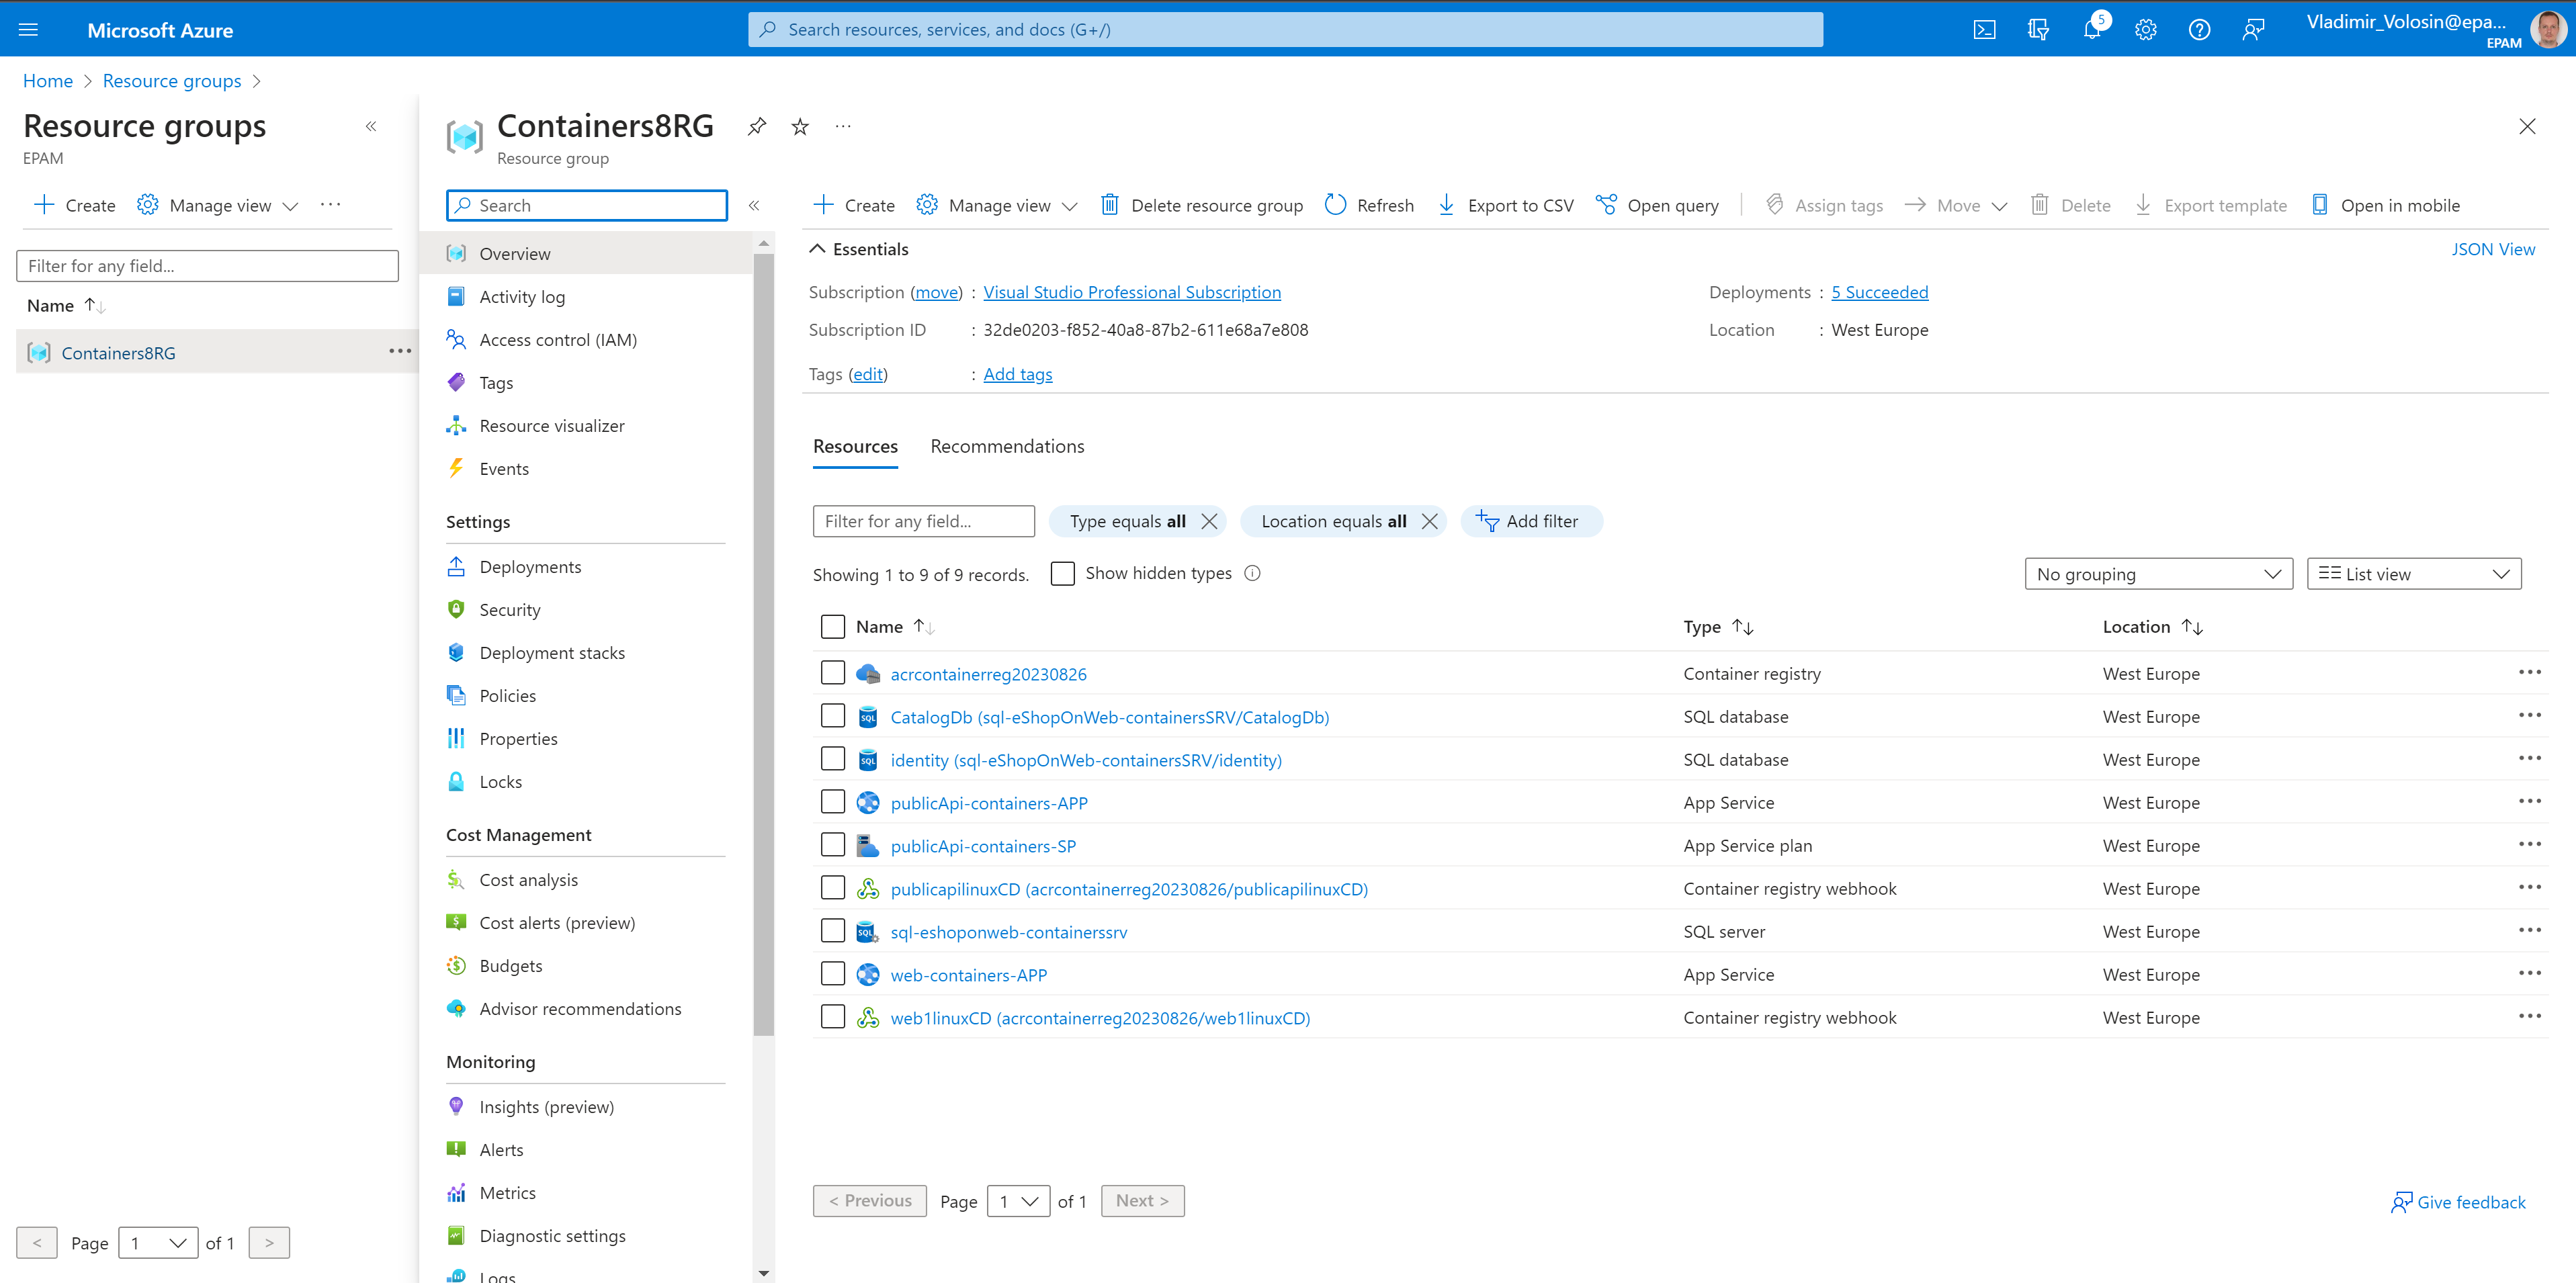 Microsoft Azure
Search resources, services, and docs (G+/)
5
Vladimir_Volosin@epa...
EPAM
Home > Resource groups >
Resource groups
EPAM
Create Manage view
Filter for any field...
Name
Containers8RG
< Page 1 of 1 >
Containers8RG
Resource group
Search
Overview
Activity log
Access control (IAM)
Tags
Resource visualizer
Events
Settings
Deployments
Security
Deployment stacks
Policies
Properties
Locks
Cost Management
Cost analysis
Cost alerts (preview)
Budgets
Advisor recommendations
Monitoring
Insights (preview)
Alerts
Metrics
Diagnostic settings
Logs
Create Manage view Delete resource group Refresh Export to CSV Open query Assign tags Move Delete Export template Open in mobile
Essentials JSON View
Subscription (move) : Visual Studio Professional Subscription Deployments : 5 Succeeded
Subscription ID : 32de0203-f852-40a8-87b2-611e68a7e808 Location : West Europe
Tags (edit) : Add tags
Resources Recommendations
Filter for any field... Type equals all Location equals all Add filter
Showing 1 to 9 of 9 records. Show hidden types No grouping List view
Name Type Location
acrcontainerreg20230826 Container registry West Europe
CatalogDb (sql-eShopOnWeb-containersSRV/CatalogDb) SQL database West Europe
identity (sql-eShopOnWeb-containersSRV/identity) SQL database West Europe
publicApi-containers-APP App Service West Europe
publicApi-containers-SP App Service plan West Europe
publicapilinuxCD (acrcontainerreg20230826/publicapilinuxCD) Container registry webhook West Europe
sql-eshoponweb-containerssrv SQL server West Europe
web-containers-APP App Service West Europe
web1linuxCD (acrcontainerreg20230826/web1linuxCD) Container registry webhook West Europe
< Previous Page 1 of 1 Next > Give feedback